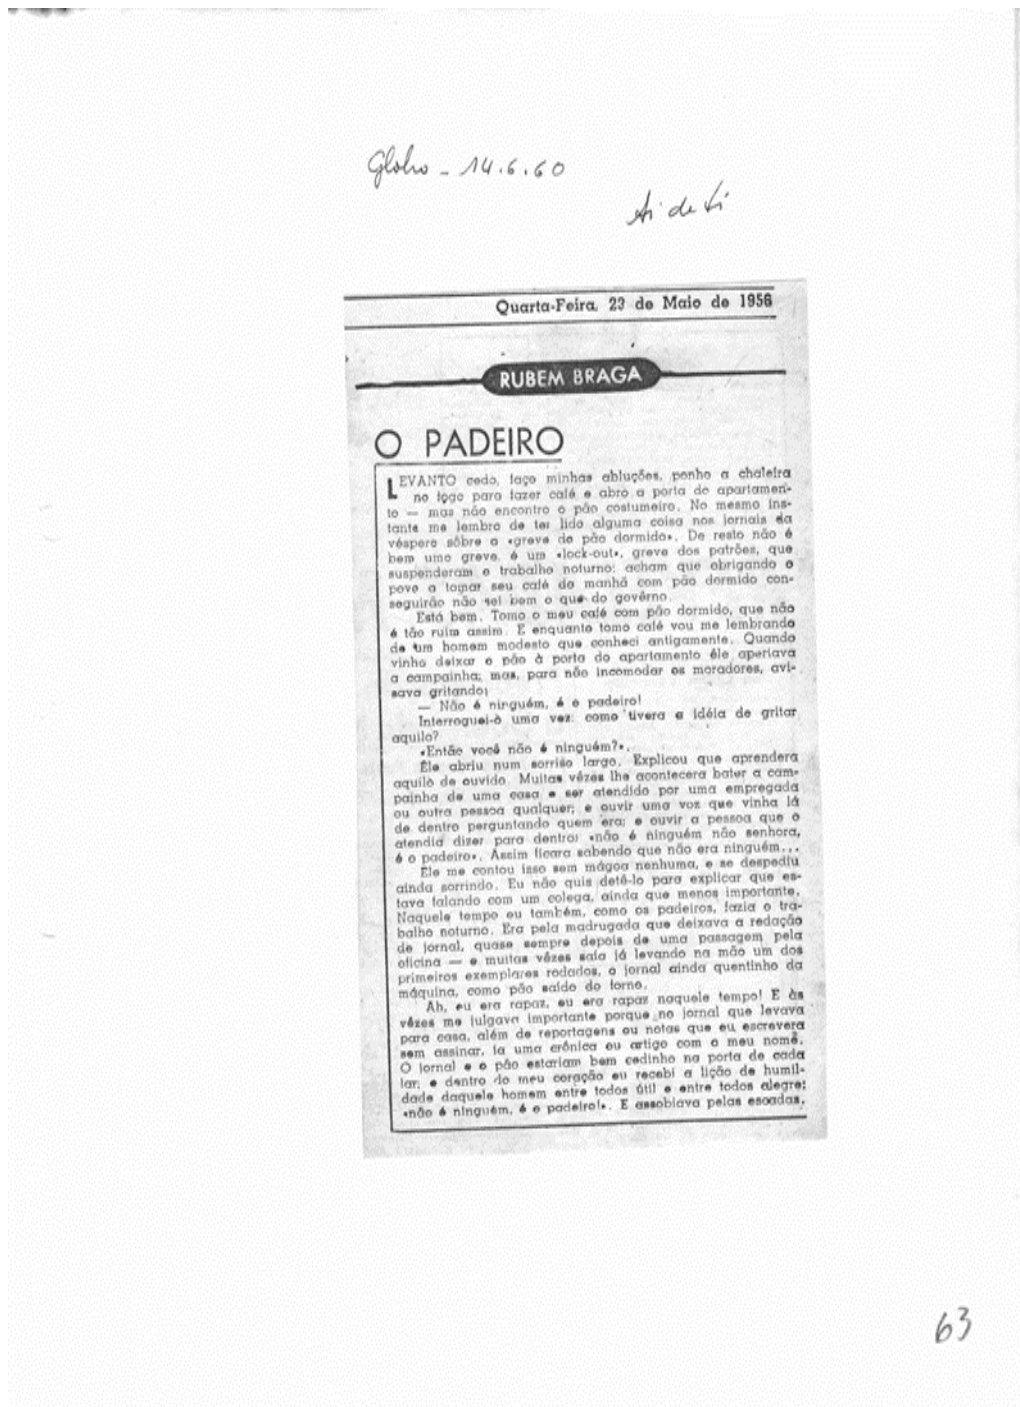 Globo - 14.6.60
Ai de ti
Quarta-Feira, 23 de Maio de 1956
RUBEM BRAGA
O PADEIRO
LEVANTO cedo, faço minhas abluções, ponho a chaleira
no fogo para fazer café e abro a porta do apartamen-
to — mas não encontro o pão costumeiro. No mesmo ins-
tante me lembro de ter lido alguma coisa nos jornais da
véspera sôbre a «greve do pão dormido». De resto não é
bem uma greve, é um «lock-out», greve dos patrões, que
suspenderam o trabalho noturno; acham que obrigando o
povo a tomar seu café da manhã com pão dormido con-
seguirão não sei bem o que do govêrno.
Está bem. Tomo o meu café com pão dormido, que não
é tão ruim assim. E enquanto tomo café vou me lembrando
de um homem modesto que conheci antigamente. Quando
vinha deixar o pão à porta do apartamento êle apertava
a campainha; mas, para não incomodar os moradores, avi-
sava gritando:
— Não é ninguém, é o padeiro!
Interroguei-o uma vez: como tivera a idéia de gritar
aquilo?
«Então você não é ninguém?».
Êle abriu num sorriso largo. Explicou que aprendera
aquilo de ouvido. Muitas vêzes lhe acontecera bater a cam-
painha de uma casa e ser atendido por uma empregada
ou outra pessoa qualquer; e ouvir uma voz que vinha lá
de dentro perguntando quem era; e ouvir a pessoa que o
atendia dizer para dentro: «não é ninguém não senhora,
é o padeiro». Assim ficara sabendo que não era ninguém...
Ele me contou isso sem mágoa nenhuma, e se despediu
ainda sorrindo. Eu não quis detê-lo para explicar que es-
tava falando com um colega, ainda que menos importante.
Naquele tempo eu também, como os padeiros, fazia o tra-
balho noturno. Era pela madrugada que deixava a redação
de jornal, quase sempre depois de uma passagem pela
oficina — e muitas vêzes saía já levando na mão um dos
primeiros exemplares rodados, o jornal ainda quentinho da
máquina, como pão saído do forno.
Ah, eu era rapaz, eu era rapaz naquele tempo! E às
vêzes me julgava importante porque no jornal que levava
para casa, além de reportagens ou notas que eu escrevera
sem assinar, ia uma crônica ou artigo com o meu nome.
O jornal e o pão estariam bem cedinho na porta de cada
lar; e dentro do meu coração eu recebi a lição de humil-
dade daquele homem entre todos útil e entre todos alegre;
«não é ninguém, é o padeiro!». E assobiava pelas escadas.
63